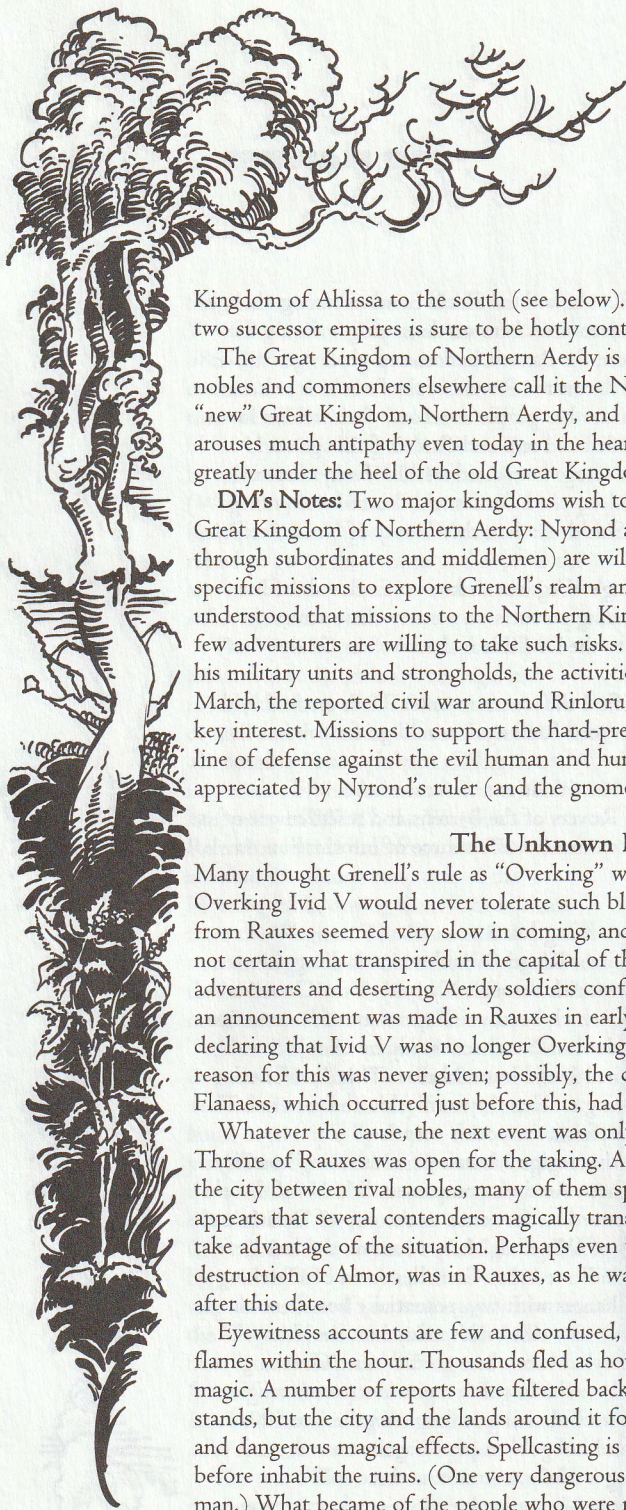 Kingdom of Ahlissa to the south (see below).
two successor empires is sure to be hotly cont
The Great Kingdom of Northern Aerdy is
nobles and commoners elsewhere call it the N
"new" Great Kingdom, Northern Aerdy, and
arouses much antipathy even today in the hear
greatly under the heel of the old Great Kingdo
DM's Notes: Two major kingdoms wish to
Great Kingdom of Northern Aerdy: Nyrond a
through subordinates and middlemen) are will
specific missions to explore Grenell's realm an
understood that missions to the Northern Kin
few adventurers are willing to take such risks.
his military units and strongholds, the activitie
March, the reported civil war around Rinloru
key interest. Missions to support the hard-pre
line of defense against the evil human and hum
appreciated by Nyrond's ruler (and the gnome
The Unknown
Many thought Grenell's rule as "Overking" w
Overking Ivid V would never tolerate such bl
from Rauxes seemed very slow in coming, and
not certain what transpired in the capital of th
adventurers and deserting Aerdy soldiers conf
an announcement was made in Rauxes in early
declaring that Ivid V was no longer Overking
reason for this was never given; possibly, the c
Flanaess, which occurred just before this, had
Whatever the cause, the next event was only
Throne of Rauxes was open for the taking. A
the city between rival nobles, many of them sp
appears that several contenders magically trans
take advantage of the situation. Perhaps even
destruction of Almor, was in Rauxes, as he wa
after this date.
Eyewitness accounts are few and confused,
flames within the hour. Thousands fled as ho
magic. A number of reports have filtered back
stands, but the city and the lands around it fo
and dangerous magical effects. Spellcasting is
before inhabit the ruins. (One very dangerous
man.) What became of the people who were